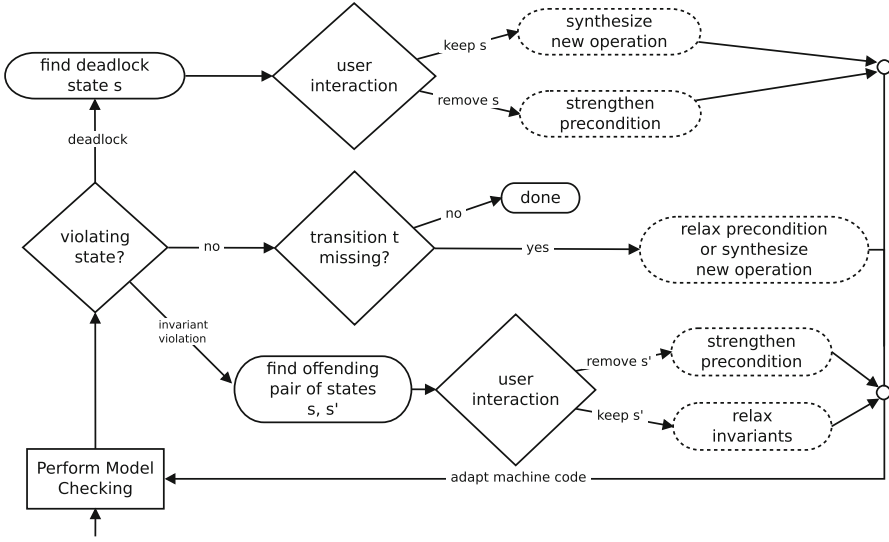 synthesize
new operation
find deadlock
state s
user
interaction
keep s
remove s
strengthen
precondition
deadlock
done
no
violating
state?
no
transition t
missing?
yes
relax precondition
or synthesize
new operation
invariant
violation
find offending
pair of states
s, s'
user
interaction
remove s'
strengthen
precondition
keep s'
relax
invariants
Perform Model
Checking
adapt machine code